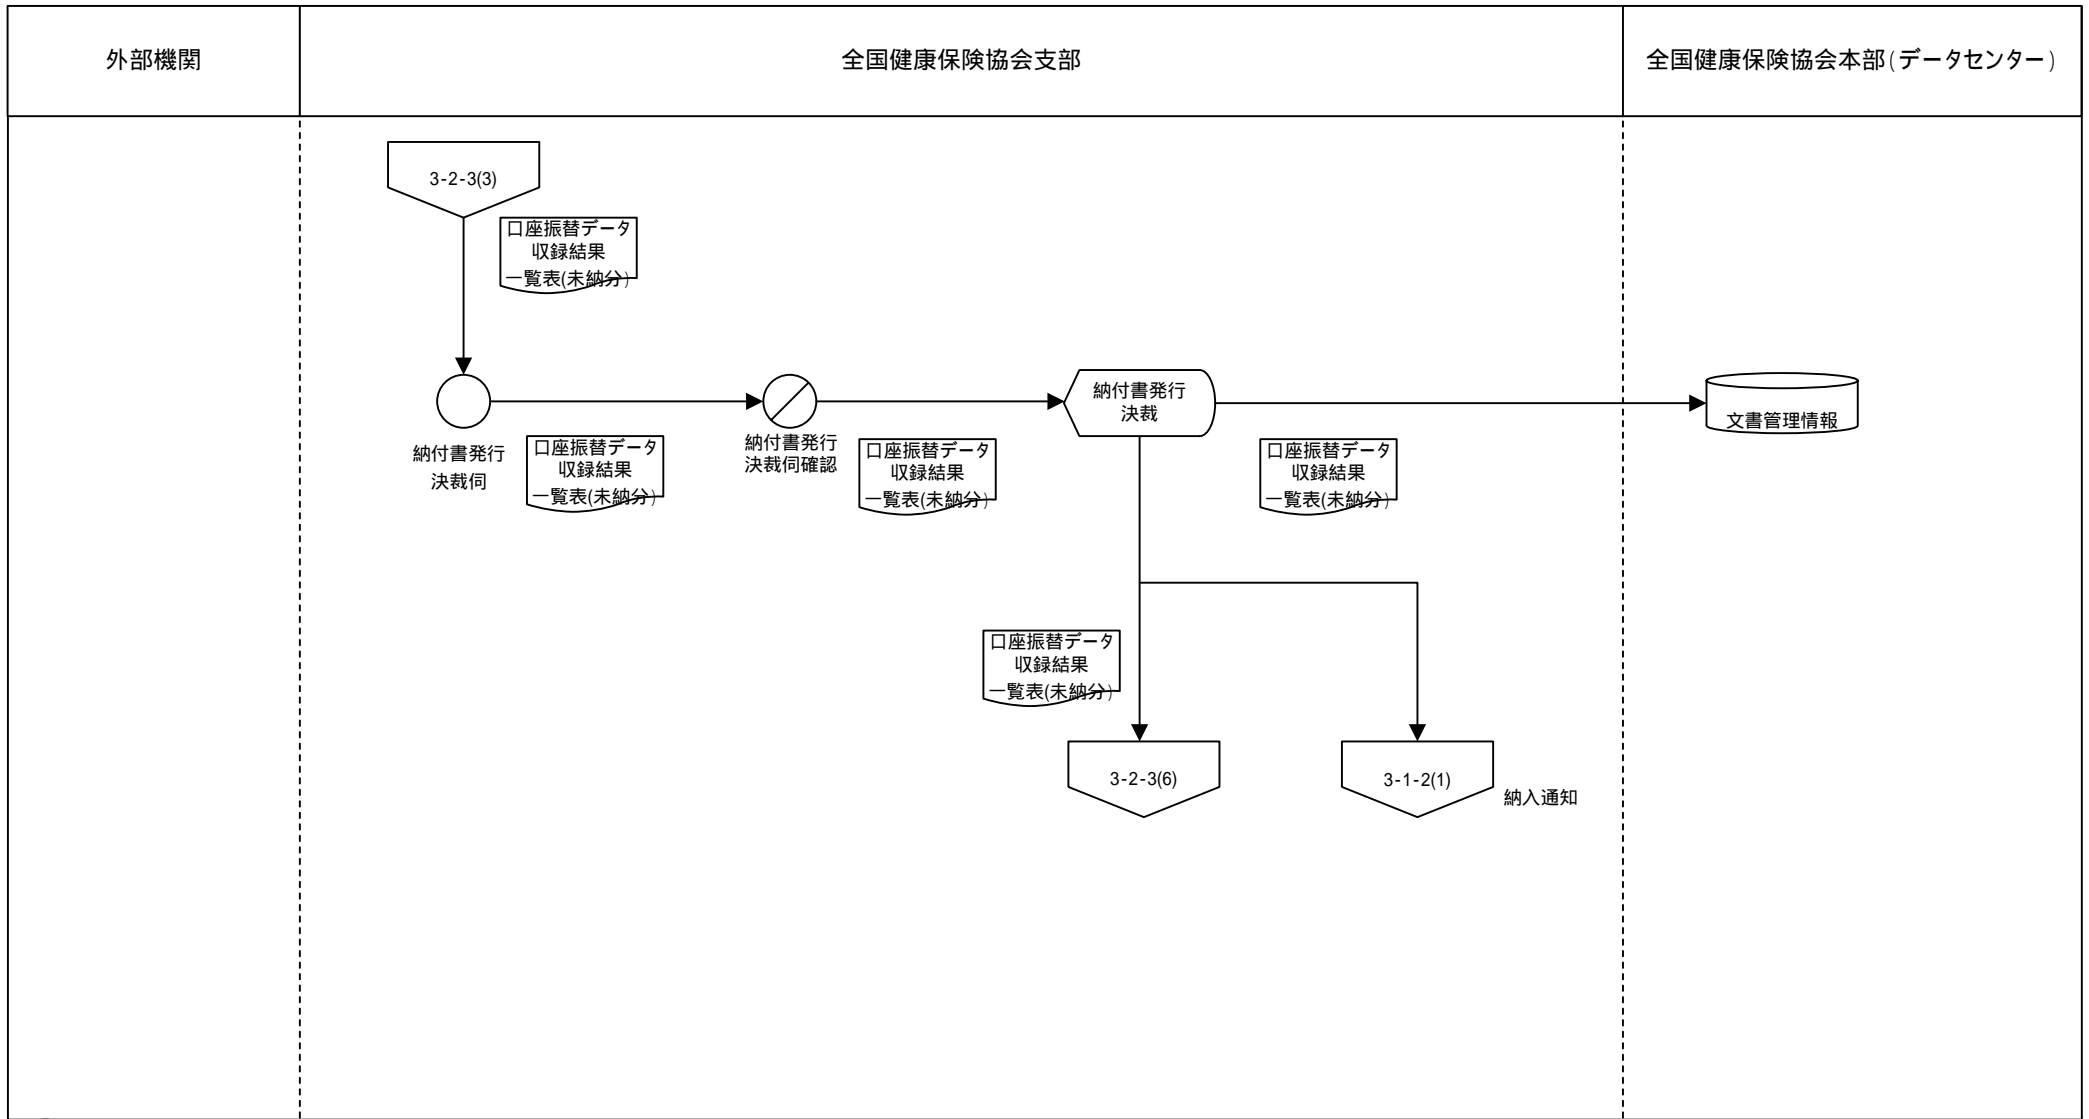 外部機関
全国健康保険協会支部
全国健康保険協会本部(データセンター)
3-2-3(3)
口座振替データ
収録結果
一覧表(未納分)
納付書発行
決裁伺
口座振替データ
収録結果
一覧表(未納分)
納付書発行
決裁伺確認
口座振替データ
収録結果
一覧表(未納分)
納付書発行
決裁
口座振替データ
収録結果
一覧表(未納分)
文書管理情報
口座振替データ
収録結果
一覧表(未納分)
3-2-3(6)
3-1-2(1)
納入通知